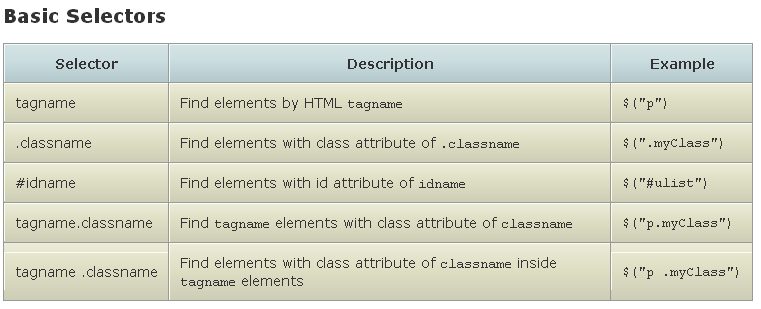 Basic Selectors
Selector Description Example
tagname Find elements by HTML tagname $("p")
.classname Find elements with class attribute of .classname $(".myClass")
#idname Find elements with id attribute of idname $("#ulist")
tagname.classname Find tagname elements with class attribute of classname $("p.myClass")
tagname .classname Find elements with class attribute of classname inside
tagname elements $("p .myClass")